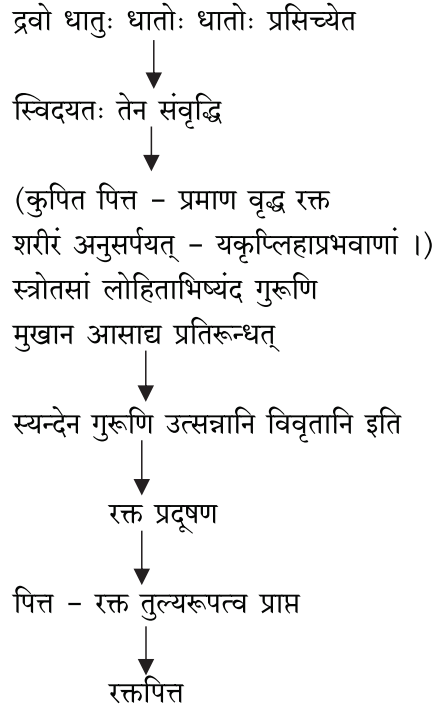 द्रवो धातुः धातोः धातोः प्रसिच्येत
स्विदयतः तेन संवृद्धि
(कुपित पित्त – प्रमाण वृद्ध रक्त
शरीरं अनुसर्पयत् – यकृप्लिहाप्रभवाणां ।)
स्त्रोतसां लोहिताभिष्यंद गुरूणि
मुखान आसाद्य प्रतिरून्धत्
स्यन्देन गुरूणि उत्सन्नानि विवृतानि इति
रक्त प्रदूषण
पित्त – रक्त तुल्यरूपत्व प्राप्त
रक्तपित्त